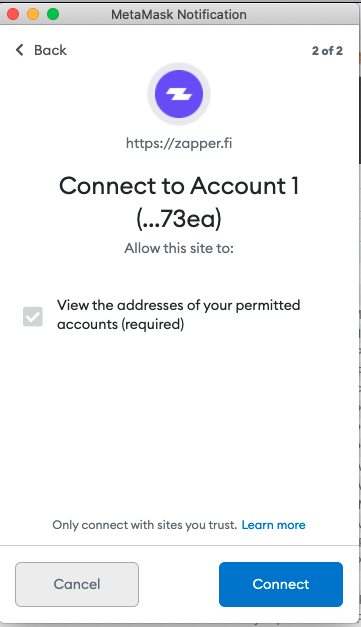 MetaMask Notification
Back
2 of 2
https://zapper.fi
Connect to Account 1
(...73ea)
Allow this site to:
View the addresses of your permitted
accounts (required)
Only connect with sites you trust. Learn more
Cancel
Connect